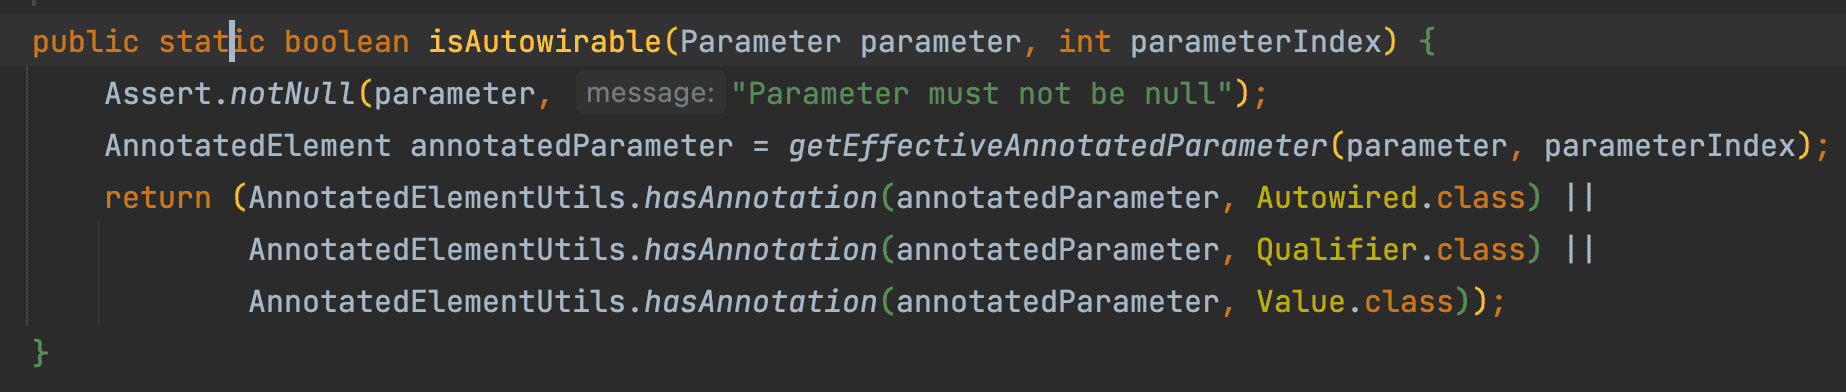 public static boolean isAutowirable(Parameter parameter, int parameterIndex) {
Assert.notNull(parameter, message: "Parameter must not be null");
AnnotatedElement annotatedParameter = getEffectiveAnnotatedParameter(parameter, parameterIndex);
return (AnnotatedElementUtils.hasAnnotation(annotatedParameter, Autowired.class) ||
AnnotatedElementUtils.hasAnnotation(annotatedParameter, Qualifier.class) ||
AnnotatedElementUtils.hasAnnotation(annotatedParameter, Value.class));
}